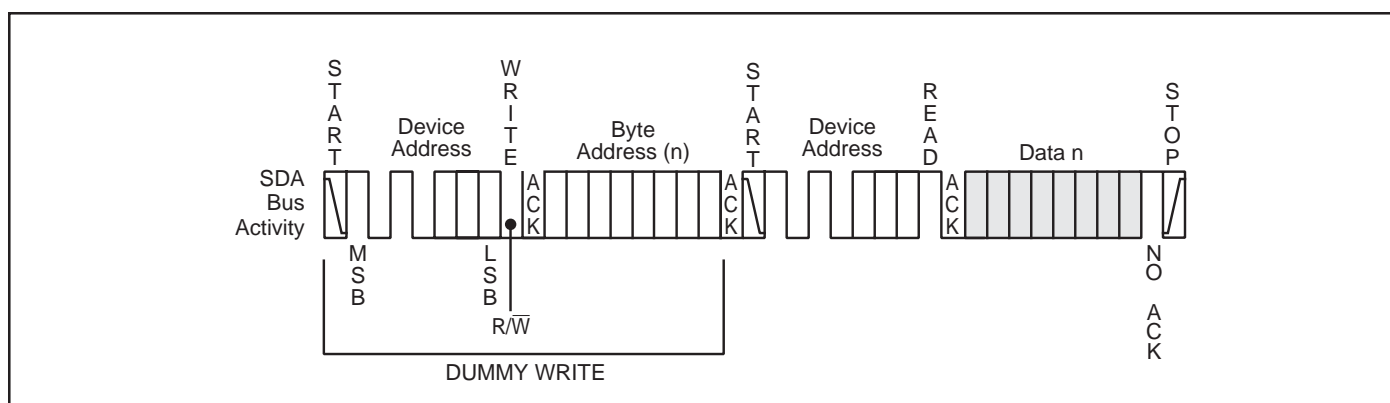 START
WRITE
START
READ
STOP
Device
Address
Byte
Address (n)
Device
Address
Data n
SDA
Bus
Activity
ACK
ACK
ACK
MSB
LSB
R/W̅
NO ACK
DUMMY WRITE